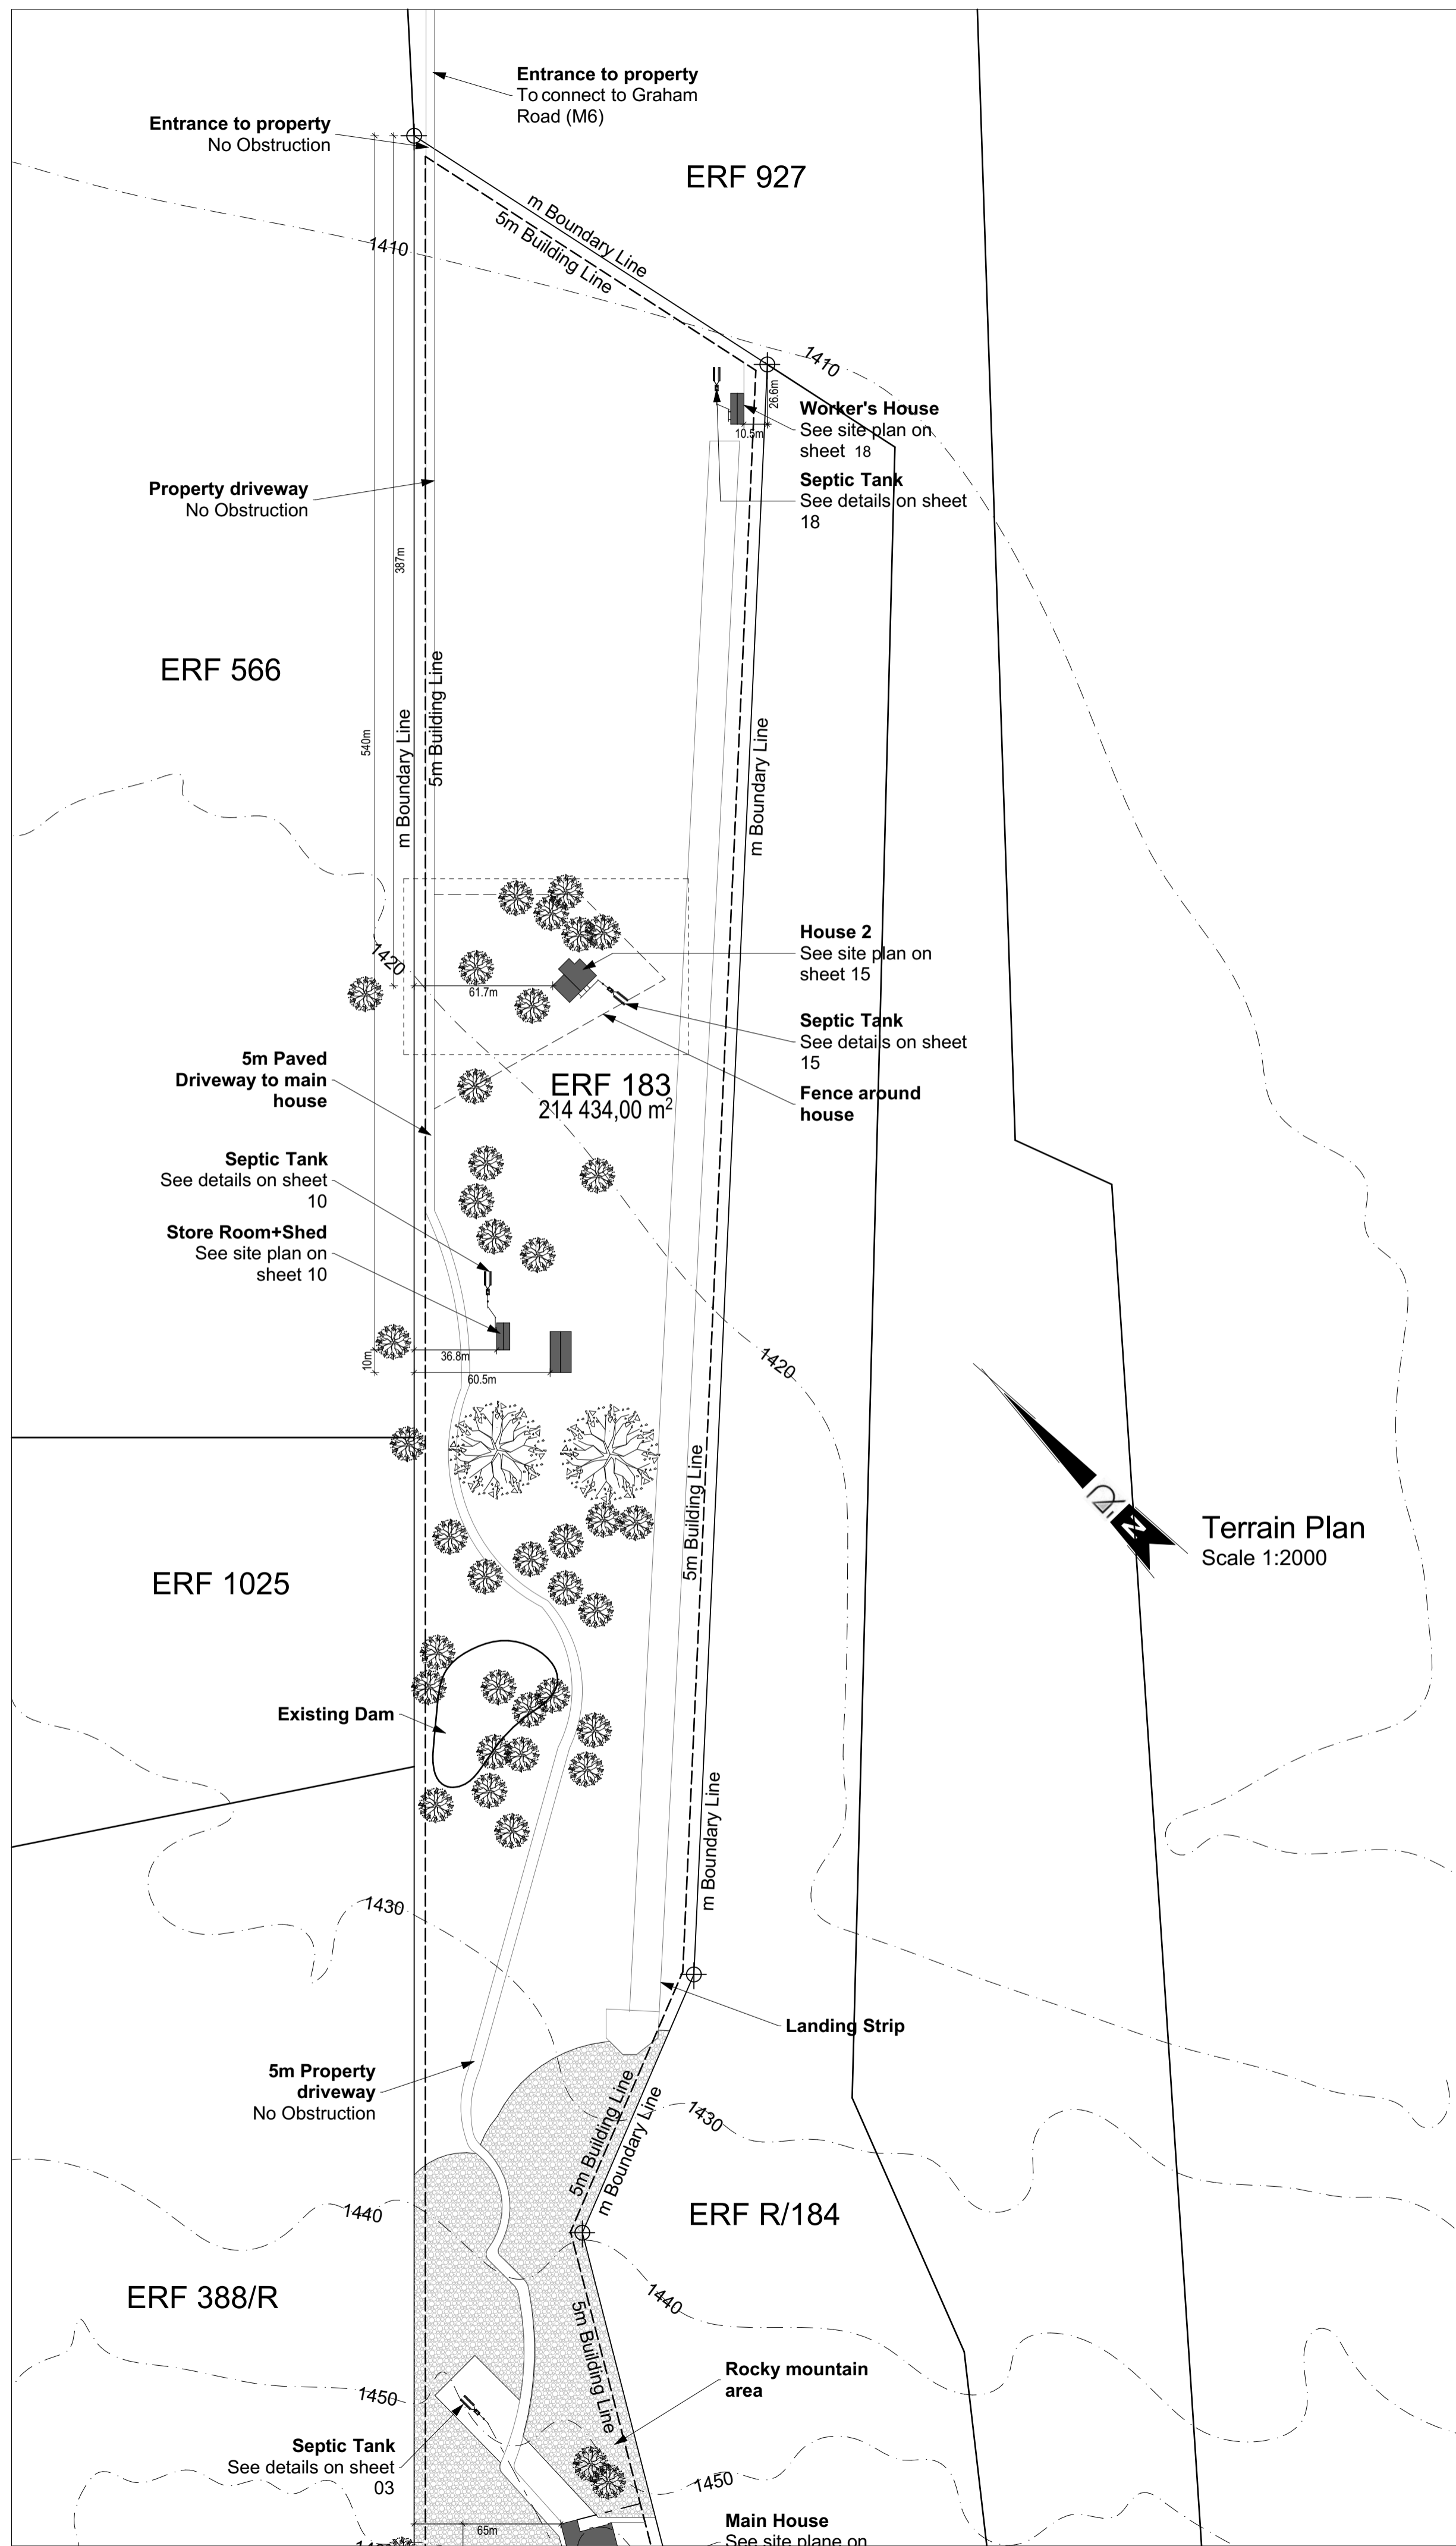 Entrance to property
To connect to Graham
Road (M6)
Entrance to property
No Obstruction
ERF 927
m Boundary Line
5m Building Line
1410
1410
26.6m
10.5m
Worker's House
See site plan on
sheet 18
Septic Tank
See details on sheet
18
Property driveway
No Obstruction
387m
ERF 566
540m
m Boundary Line
5m Building Line
m Boundary Line
1420
61.7m
House 2
See site plan on
sheet 15
Septic Tank
See details on sheet
15
Fence around
house
5m Paved
Driveway to main
house
ERF 183
214 434,00 m²
Septic Tank
See details on sheet
10
Store Room+Shed
See site plan on
sheet 10
10m
36.8m
60.5m
1420
5m Building Line
N
Terrain Plan
Scale 1:2000
ERF 1025
Existing Dam
m Boundary Line
1430
Landing Strip
5m Property
driveway
No Obstruction
5m Building Line
m Boundary Line
1430
1440
ERF R/184
ERF 388/R
1440
5m Building Line
Rocky mountain
area
1450
Septic Tank
See details on sheet
03
1450
65m
Main House
See site plane on